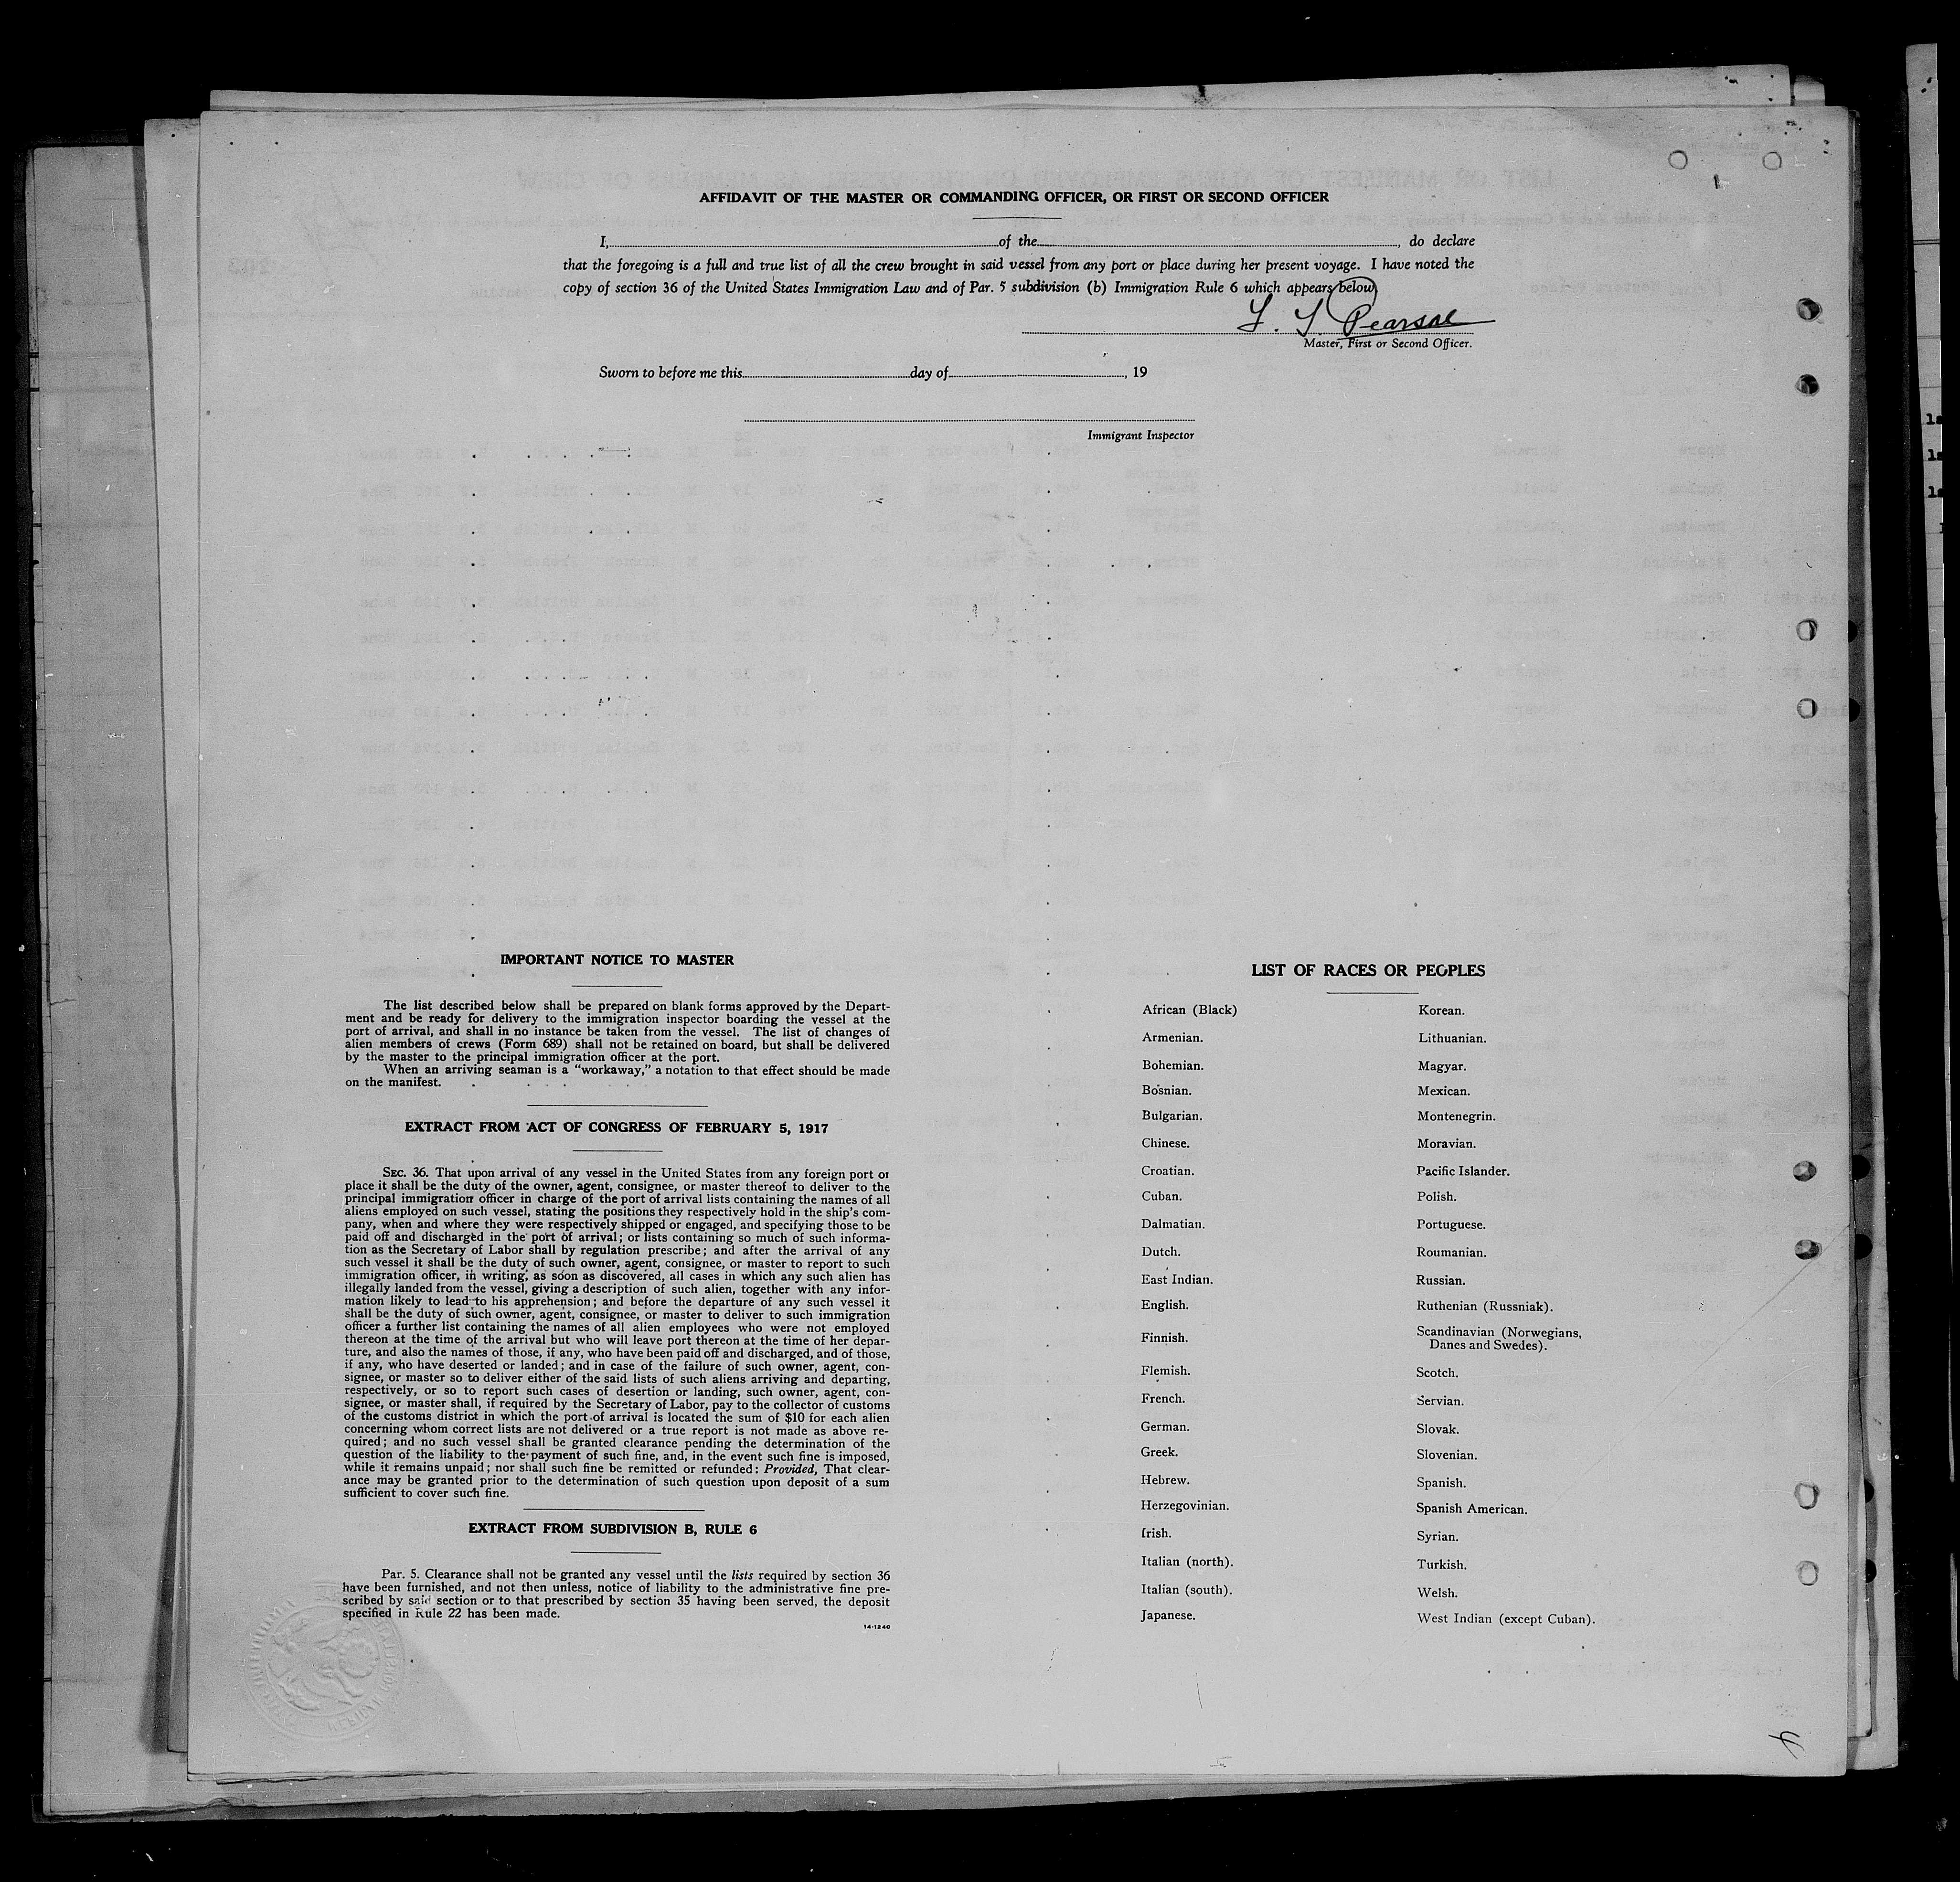 AFFIDAVIT OF THE MASTER OR COMMANDING OFFICER, OR FIRST OR SECOND OFFICER
I, of the , do declare
that the foregoing is a full and true list of all the crew brought in said vessel from any port or place during her present voyage. I have noted the
copy of section 36 of the United States Immigration Law and of Par. 5 subdivision (b) Immigration Rule 6 which appears below
Master, First or Second Officer.
Sworn to before me this day of , 19
Immigrant Inspector
IMPORTANT NOTICE TO MASTER
The list described below shall be prepared on blank forms approved by the Depart-
ment and be ready for delivery to the immigration inspector boarding the vessel at the
port of arrival, and shall in no instance be taken from the vessel. The list of changes of
alien members of crews (Form 689) shall not be retained on board, but shall be delivered
by the master to the principal immigration officer at the port.
When an arriving seaman is a "workaway," a notation to that effect should be made
on the manifest.
EXTRACT FROM ACT OF CONGRESS OF FEBRUARY 5, 1917
SEC. 36. That upon arrival of any vessel in the United States from any foreign port or
place it shall be the duty of the owner, agent, consignee, or master thereof to deliver to the
principal immigration officer in charge of the port of arrival lists containing the names of all
aliens employed on such vessel, stating the positions they respectively hold in the ship's com-
pany, when and where they were respectively shipped or engaged, and specifying those to be
paid off and discharged in the port of arrival; or lists containing so much of such informa-
tion as the Secretary of Labor shall by regulation prescribe; and after the arrival of any
such vessel it shall be the duty of such owner, agent, consignee, or master to report to such
immigration officer, in writing, as soon as discovered, all cases in which any such alien has
illegally landed from the vessel, giving a description of such alien, together with any infor-
mation likely to lead to his apprehension; and before the departure of any such vessel it
shall be the duty of such owner, agent, consignee, or master to deliver to such immigration
officer a further list containing the names of all alien employees who were not employed
thereon at the time of the arrival but who will leave port thereon at the time of her depar-
ture, and also the names of those, if any, who have been paid off and discharged, and of those,
if any, who have deserted or landed; and in case of the failure of such owner, agent, con-
signee, or master so to deliver either of the said lists of such aliens arriving and departing,
respectively, or so to report such cases of desertion or landing, such owner, agent, con-
signee, or master shall, if required by the Secretary of Labor, pay to the collector of customs
of the customs district in which the port of arrival is located the sum of $10 for each alien
concerning whom correct lists are not delivered or a true report is not made as above re-
quired; and no such vessel shall be granted clearance pending the determination of the
question of the liability to the payment of such fine, and, in the event such fine is imposed,
while it remains unpaid; nor shall such fine be remitted or refunded: Provided, That clear-
ance may be granted prior to the determination of such question upon deposit of a sum
sufficient to cover such fine.
EXTRACT FROM SUBDIVISION B, RULE 6
Par. 5. Clearance shall not be granted any vessel until the lists required by section 36
have been furnished, and not then unless, notice of liability to the administrative fine pre-
scribed by said section or to that prescribed by section 35 having been served, the deposit
specified in Rule 22 has been made.
14-1240
LIST OF RACES OR PEOPLES
African (Black)
Armenian.
Bohemian.
Bosnian.
Bulgarian.
Chinese.
Croatian.
Cuban.
Dalmatian.
Dutch.
East Indian.
English.
Finnish.
Flemish.
French.
German.
Greek.
Hebrew.
Herzegovinian.
Irish.
Italian (north).
Italian (south).
Japanese.
Korean.
Lithuanian.
Magyar.
Mexican.
Montenegrin.
Moravian.
Pacific Islander.
Polish.
Portuguese.
Roumanian.
Russian.
Ruthenian (Russniak).
Scandinavian (Norwegians,
Danes and Swedes).
Scotch.
Servian.
Slovak.
Slovenian.
Spanish.
Spanish American.
Syrian.
Turkish.
Welsh.
West Indian (except Cuban).